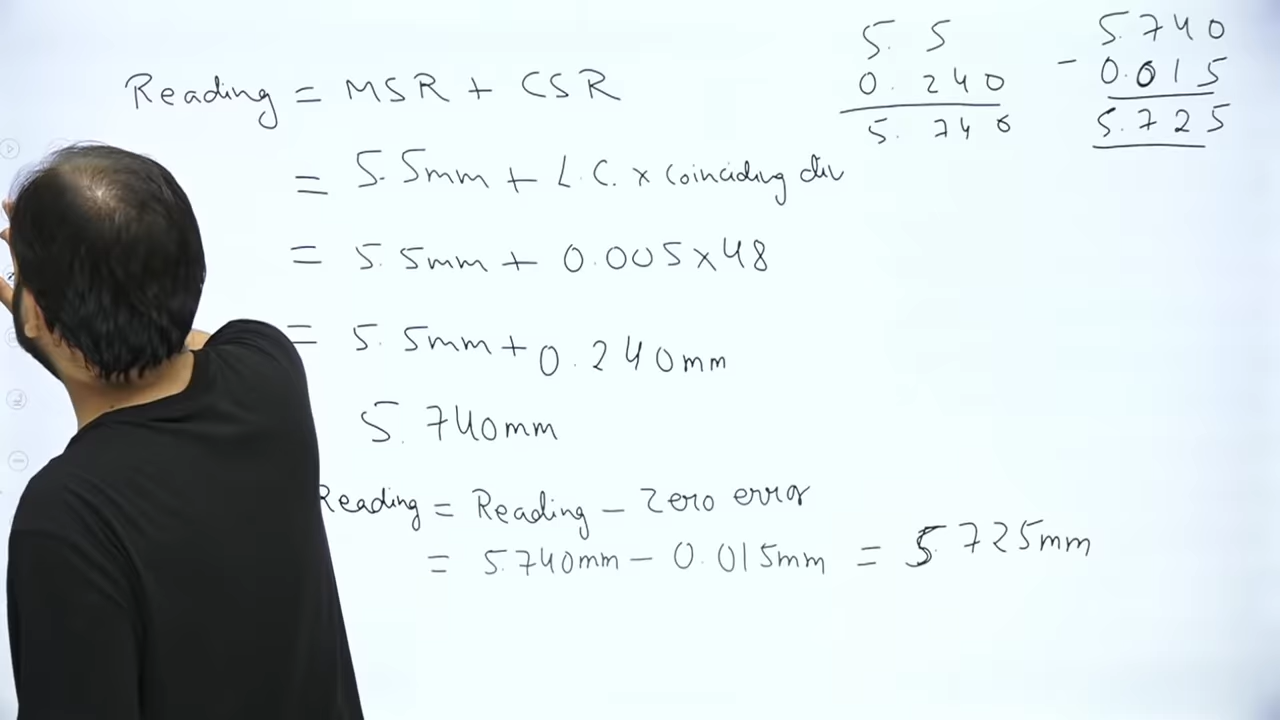 Reading = MSR + CSR
= 5.5mm + L.C. × Coinciding div
= 5.5mm + 0.005×48
= 5.5mm + 0.240mm
5.740mm
Reading = Reading − Zero error
= 5.740mm − 0.015mm = 5.725mm
5.5
0.240
5.740
5.740
− 0.015
5.725